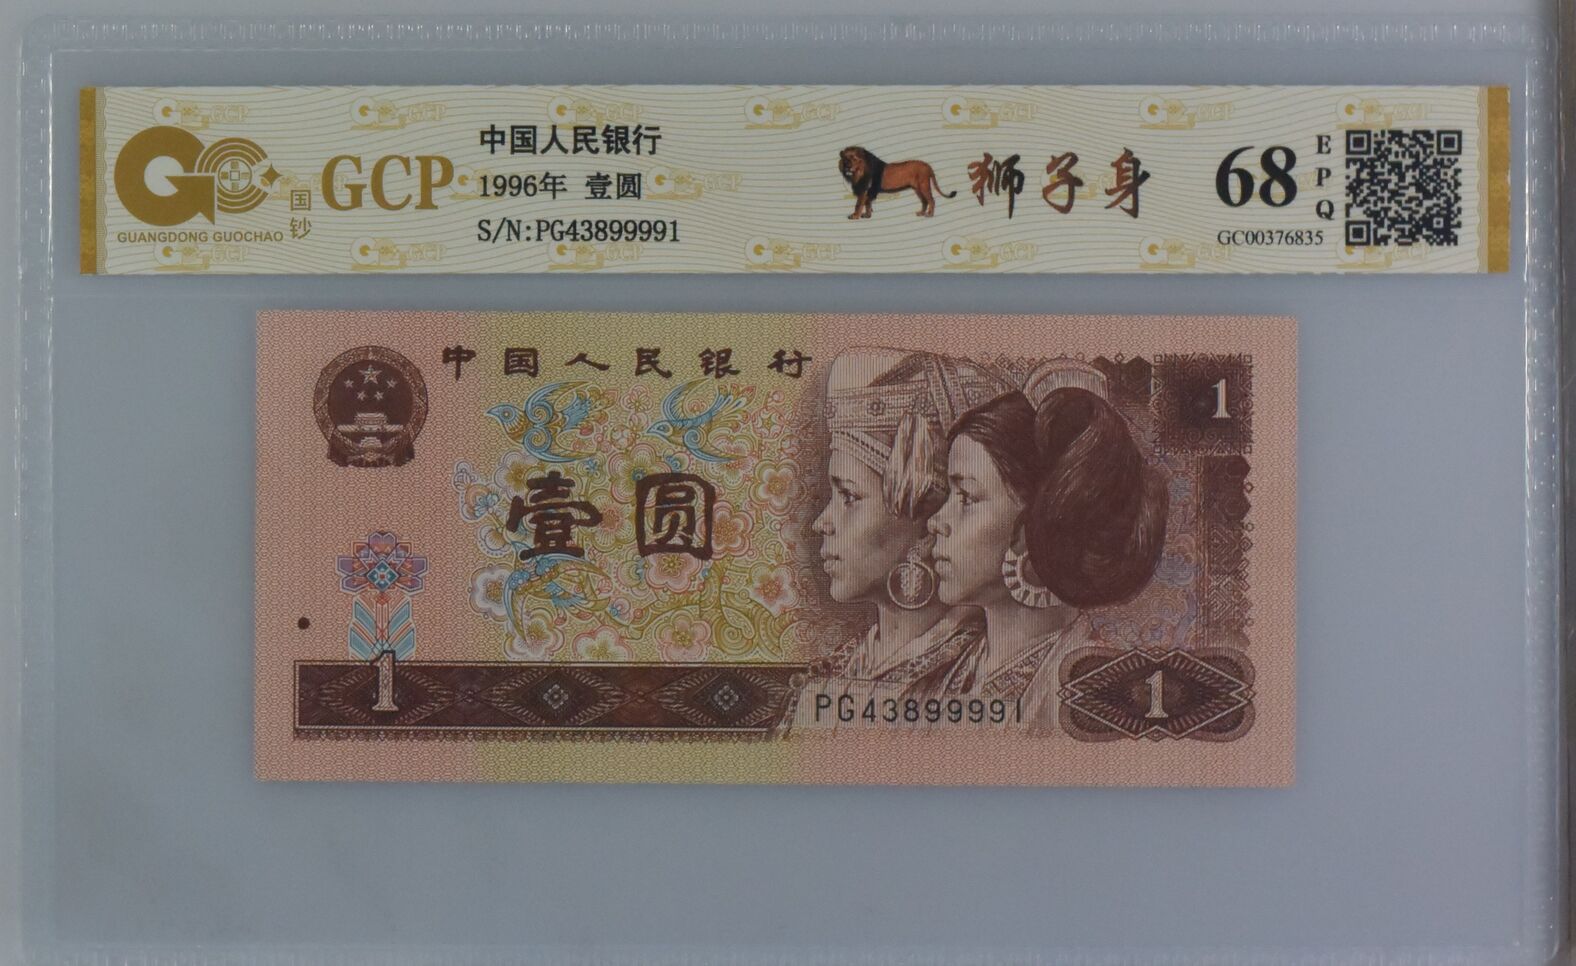 GCP
国钞
GUANGDONG GUOCHAO
中国人民银行
1996年 壹圆
S/N:PG43899991
狮子身
68
EPQ
GC00376835
中国人民银行
1
壹圆
1
PG43899991
1